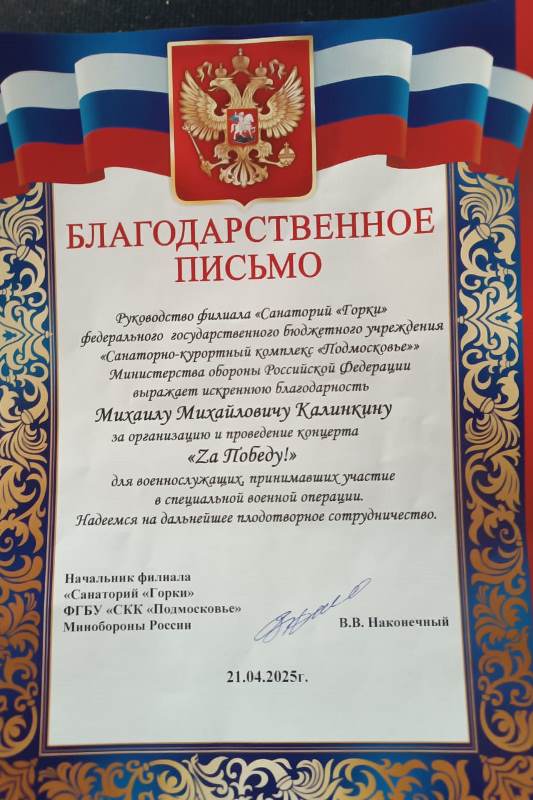 БЛАГОДАРСТВЕННОЕ
ПИСЬМО
Руководство филиала «Санаторий «Горки»
федерального государственного бюджетного учреждения
«Санаторно-курортный комплекс «Подмосковье»»
Министерства обороны Российской Федерации
выражает искреннюю благодарность
Михаилу Михайловичу Калинкину
за организацию и проведение концерта
«Zа Победу!»
для военнослужащих, принимавших участие
в специальной военной операции.
Надеемся на дальнейшее плодотворное сотрудничество.
Начальник филиала
«Санаторий «Горки»
ФГБУ «СКК «Подмосковье»
Минобороны России
В.В. Наконечный
21.04.2025г.